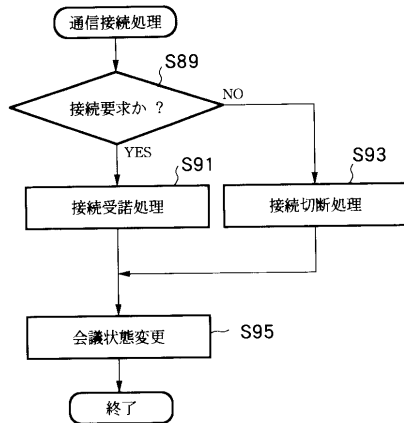 通信接続処理
S89
接続要求か ?
NO
YES
S91
S93
接続受諾処理
接続切断処理
会議状態変更
S95
終了